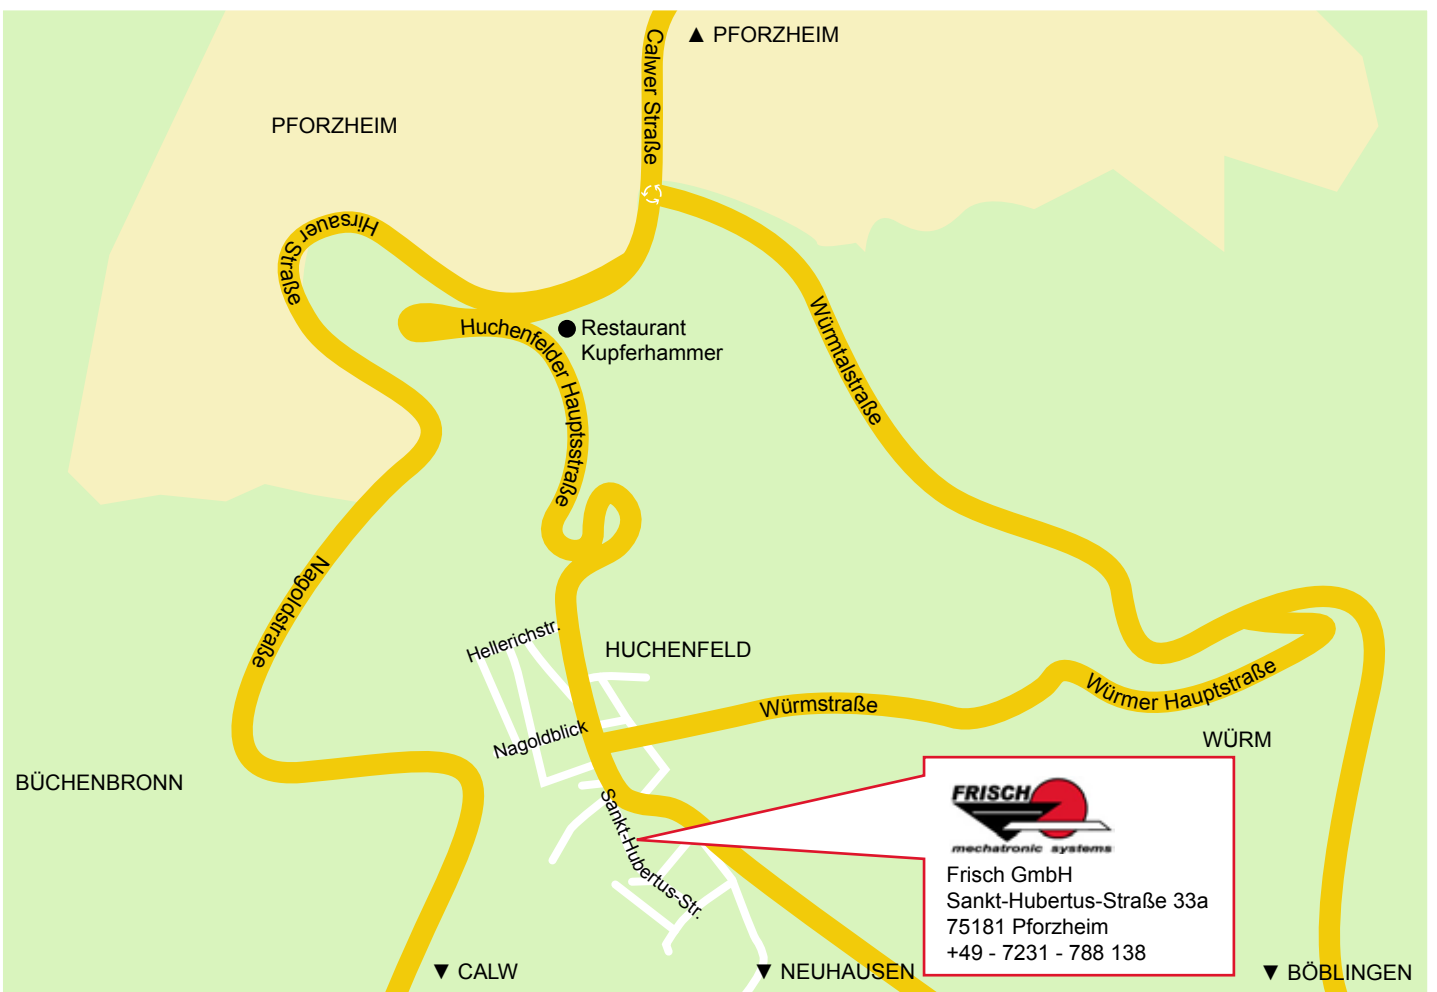 ▲ PFORZHEIM
Calwer Straße
PFORZHEIM
Hirsauer Straße
Huchenfelder Hauptsstraße
Restaurant
Kupferhammer
Würmtalstraße
Nagoldstraße
Hellerichstr.
HUCHENFELD
Würmer Hauptstraße
Würmstraße
Nagoldblick
WÜRM
BÜCHENBRONN
Sankt-Hubertus-Str.
FRISCH
mechatronic systems
Frisch GmbH
Sankt-Hubertus-Straße 33a
75181 Pforzheim
+49 - 7231 - 788 138
▼ CALW
▼ NEUHAUSEN
▼ BÖBLINGEN